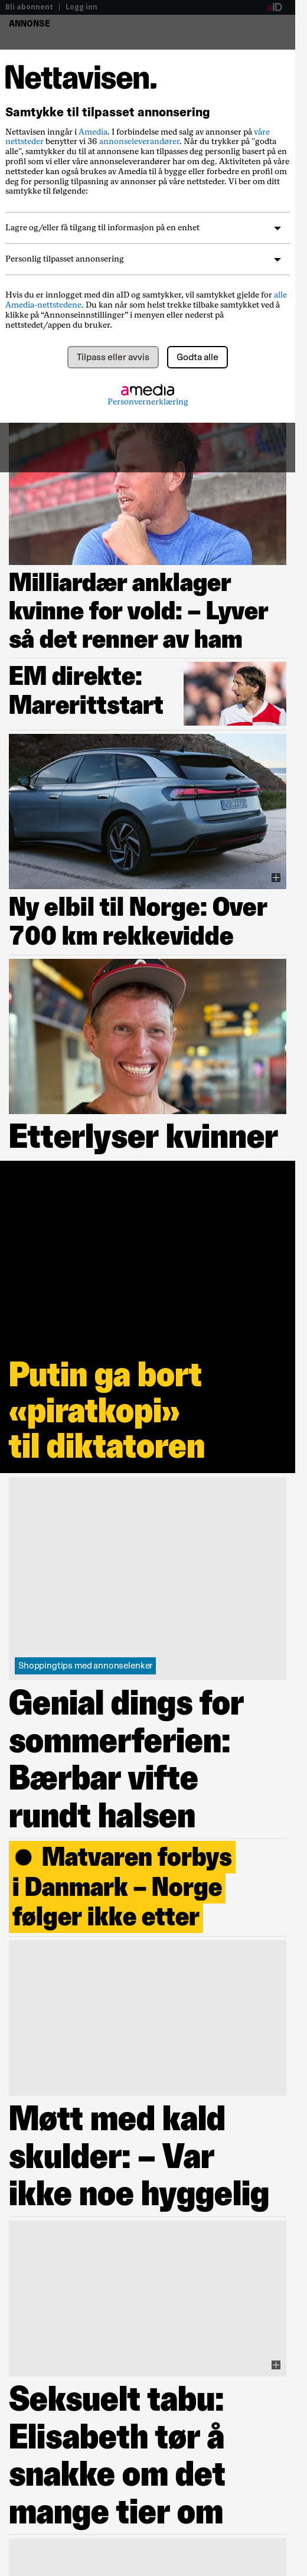 Bli abonnent | Logg inn
aID
ANNONSE
Nettavisen.
Samtykke til tilpasset annonsering
Nettavisen inngår i Amedia. I forbindelse med salg av annonser på våre
nettsteder benytter vi 36 annonseleverandører. Når du trykker på "godta
alle", samtykker du til at annonsene kan tilpasses deg personlig basert på en
profil som vi eller våre annonseleverandører har om deg. Aktiviteten på våre
nettsteder kan også brukes av Amedia til å bygge eller forbedre en profil om
deg for personlig tilpasning av annonser på våre nettsteder. Vi ber om ditt
samtykke til følgende:
Lagre og/eller få tilgang til informasjon på en enhet
Personlig tilpasset annonsering
Hvis du er innlogget med din aID og samtykker, vil samtykket gjelde for alle
Amedia-nettstedene. Du kan når som helst trekke tilbake samtykket ved å
klikke på “Annonseinnstillinger” i menyen eller nederst på
nettstedet/appen du bruker.
Tilpass eller avvis
Godta alle
amedia
Personvernerklæring
Milliardær anklager
kvinne for vold: – Lyver
så det renner av ham
EM direkte:
Marerittstart
Ny elbil til Norge: Over
700 km rekkevidde
Etterlyser kvinner
Putin ga bort
«piratkopi»
til diktatoren
Shoppingtips med annonselenker
Genial dings for
sommerferien:
Bærbar vifte
rundt halsen
● Matvaren forbys
i Danmark – Norge
følger ikke etter
Møtt med kald
skulder: – Var
ikke noe hyggelig
Seksuelt tabu:
Elisabeth tør å
snakke om det
mange tier om